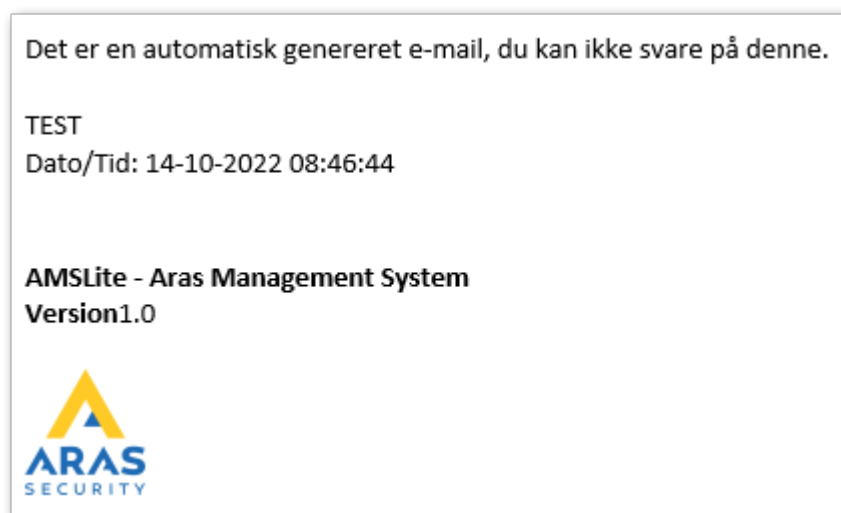 Det er en automatisk genereret e-mail, du kan ikke svare på denne.
TEST
Dato/Tid: 14-10-2022 08:46:44
AMSLite - Aras Management System
Version1.0
ARAS
SECURITY